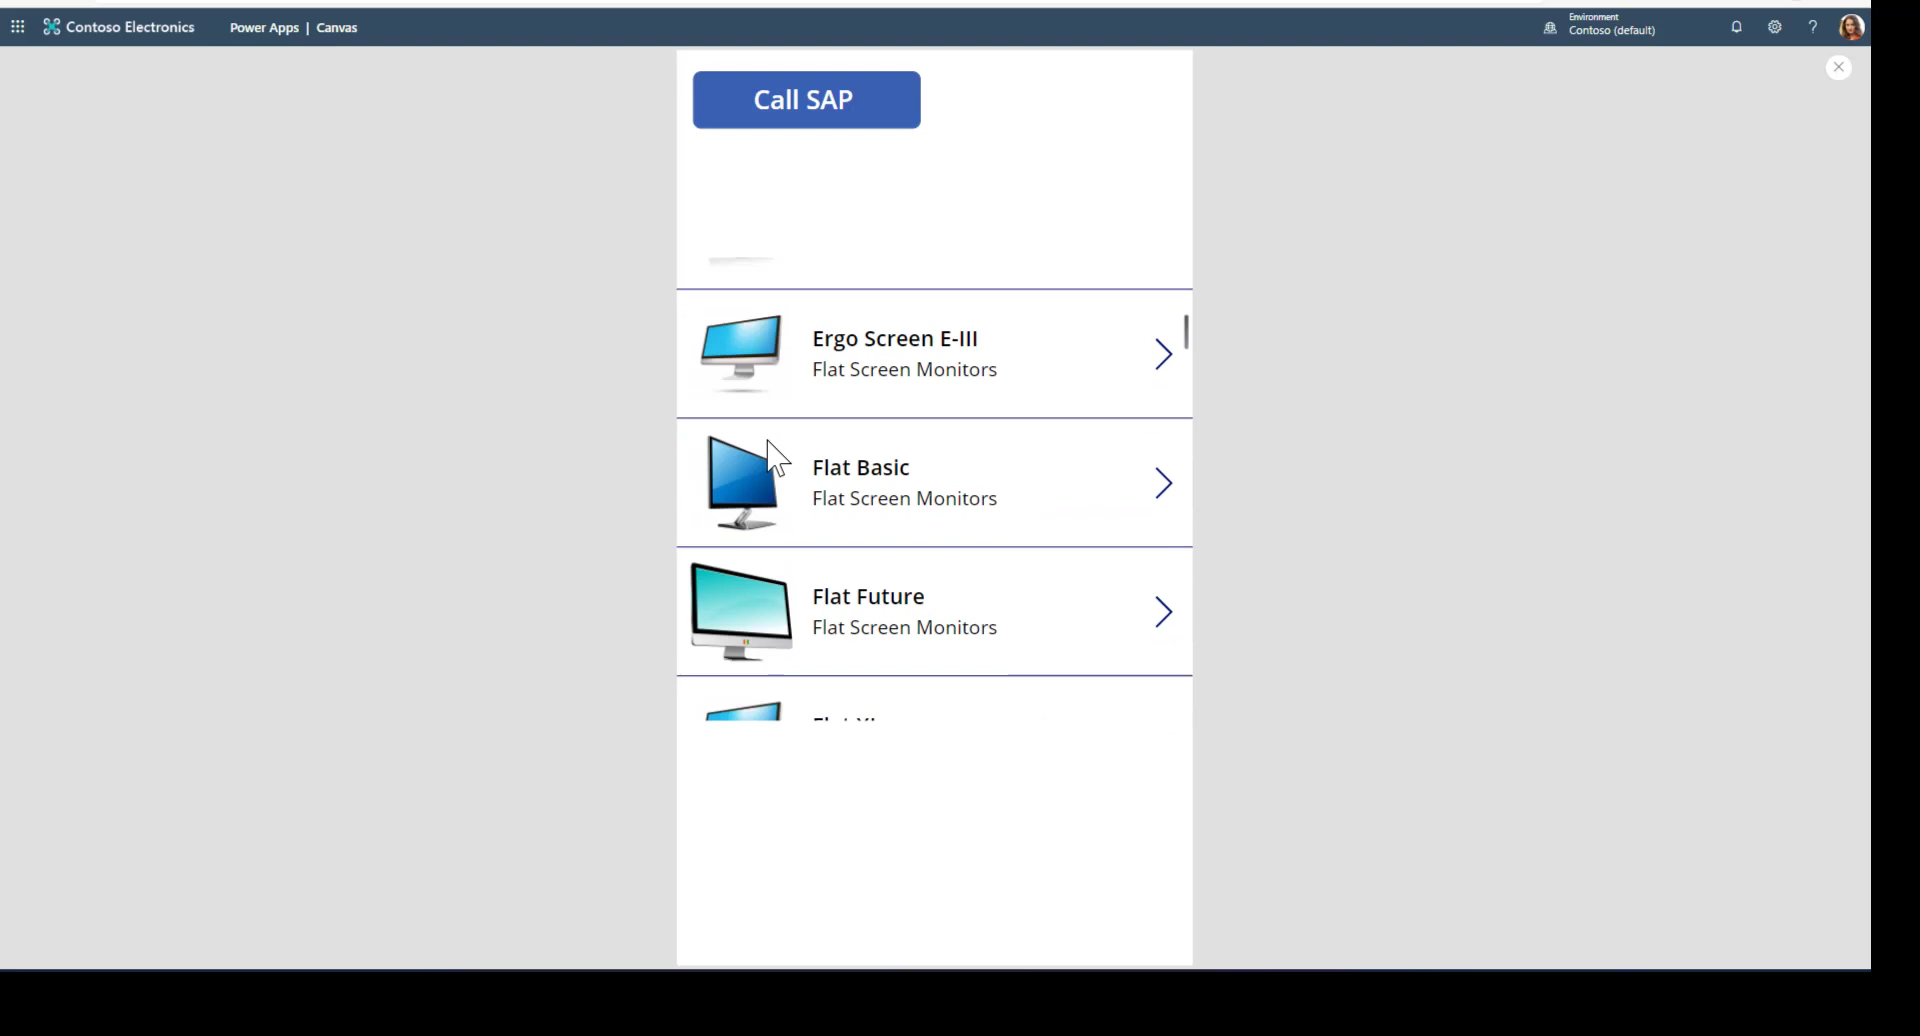 Contoso Electronics
Power Apps | Canvas
Environment
Contoso (default)
Call SAP
Ergo Screen E-III
Flat Screen Monitors
Flat Basic
Flat Screen Monitors
Flat Future
Flat Screen Monitors